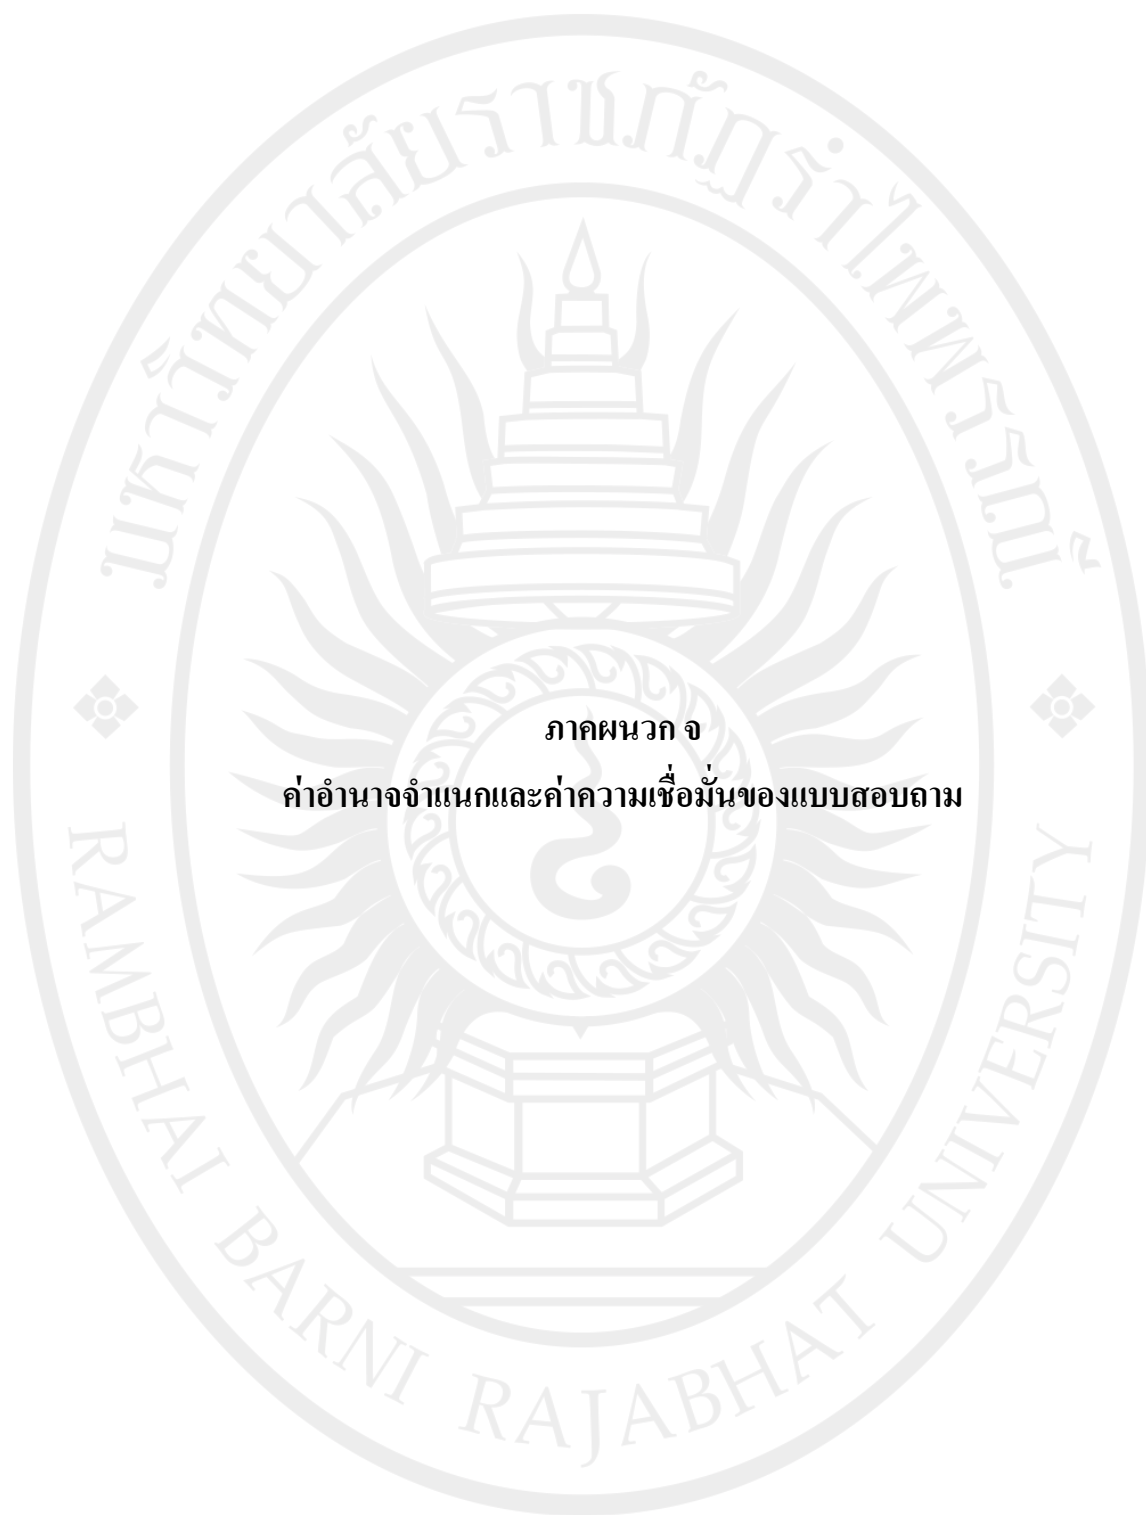 มหาวิทยาลัยราชภัฏรำไพพรรณี
ภาคผนวก จ
ค่าอำนาจจำแนกและค่าความเชื่อมั่นของแบบสอบถาม
RAMBHAI BARNI RAJABHAT UNIVERSITY